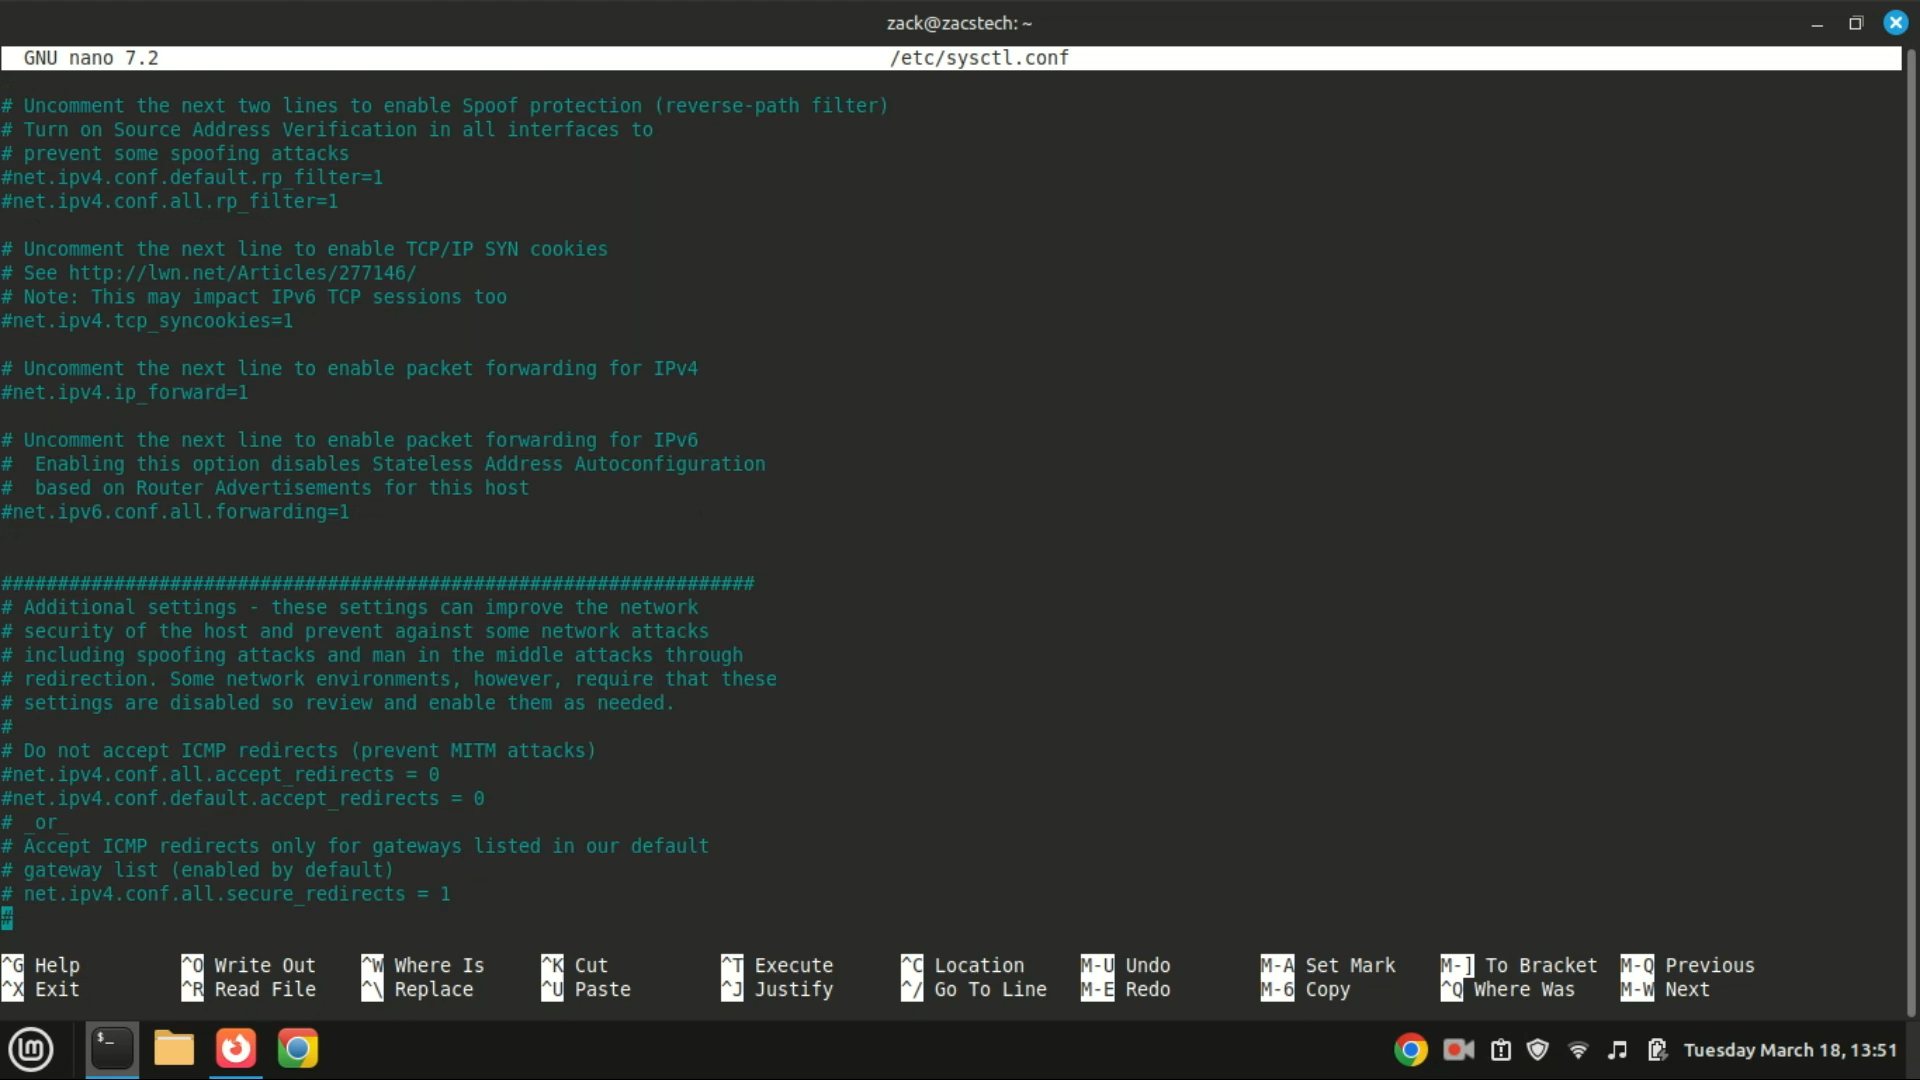 zack@zacstech: ~
GNU nano 7.2 /etc/sysctl.conf
# Uncomment the next two lines to enable Spoof protection (reverse-path filter)
# Turn on Source Address Verification in all interfaces to
# prevent some spoofing attacks
#net.ipv4.conf.default.rp_filter=1
#net.ipv4.conf.all.rp_filter=1
# Uncomment the next line to enable TCP/IP SYN cookies
# See http://lwn.net/Articles/277146/
# Note: This may impact IPv6 TCP sessions too
#net.ipv4.tcp_syncookies=1
# Uncomment the next line to enable packet forwarding for IPv4
#net.ipv4.ip_forward=1
# Uncomment the next line to enable packet forwarding for IPv6
#  Enabling this option disables Stateless Address Autoconfiguration
#  based on Router Advertisements for this host
#net.ipv6.conf.all.forwarding=1
###################################################################
# Additional settings - these settings can improve the network
# security of the host and prevent against some network attacks
# including spoofing attacks and man in the middle attacks through
# redirection. Some network environments, however, require that these
# settings are disabled so review and enable them as needed.
#
# Do not accept ICMP redirects (prevent MITM attacks)
#net.ipv4.conf.all.accept_redirects = 0
#net.ipv4.conf.default.accept_redirects = 0
# _or_
# Accept ICMP redirects only for gateways listed in our default
# gateway list (enabled by default)
# net.ipv4.conf.all.secure_redirects = 1
#
^G Help ^O Write Out ^W Where Is ^K Cut ^T Execute ^C Location M-U Undo M-A Set Mark M-] To Bracket M-Q Previous
^X Exit ^R Read File ^\ Replace ^U Paste ^J Justify ^/ Go To Line M-E Redo M-6 Copy ^Q Where Was M-W Next
Tuesday March 18, 13:51